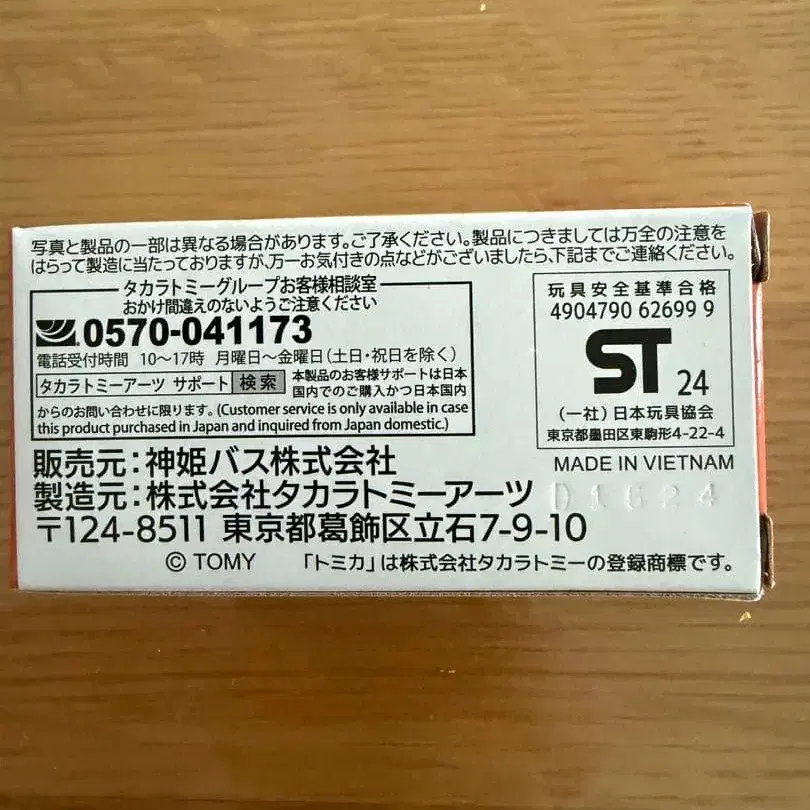 写真と製品の一部は異なる場合があります。ご了承ください。製品につきましては万全の注意を
はらって製造に当たっておりますが、万一お気付きの点などがございましたら、下記までご連絡ください。
タカラトミーグループお客様相談室
おかけ間違えのないようご注意ください
0570-041173
電話受付時間 10〜17時 月曜日〜金曜日(土日・祝日を除く)
タカラトミーアーツ サポート 検索
本製品のお客様サポートは日本
国内でのご購入かつ日本国内
からのお問い合わせに限ります。(Customer service is only available in case
this product purchased in Japan and inquired from Japan domestic.)
玩具安全基準合格
4904790 62699 9
ST 24
(一社)日本玩具協会
東京都墨田区東駒形4-22-4
MADE IN VIETNAM
販売元:神姫バス株式会社
製造元:株式会社タカラトミーアーツ
D1624
〒124-8511 東京都葛飾区立石7-9-10
© TOMY 「トミカ」は株式会社タカラトミーの登録商標です。